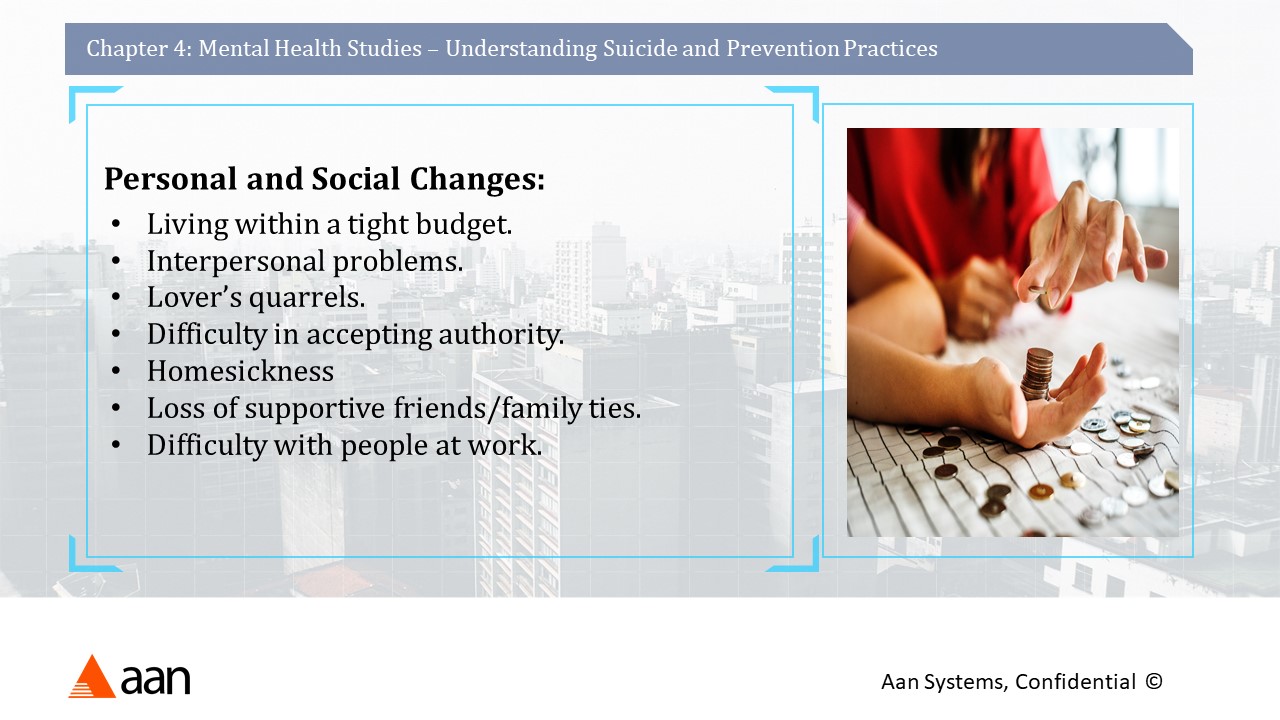 Chapter 4: Mental Health Studies – Understanding Suicide and Prevention Practices
Personal and Social Changes:
• Living within a tight budget.
• Interpersonal problems.
• Lover’s quarrels.
• Difficulty in accepting authority.
• Homesickness
• Loss of supportive friends/family ties.
• Difficulty with people at work.
aan
Aan Systems, Confidential ©